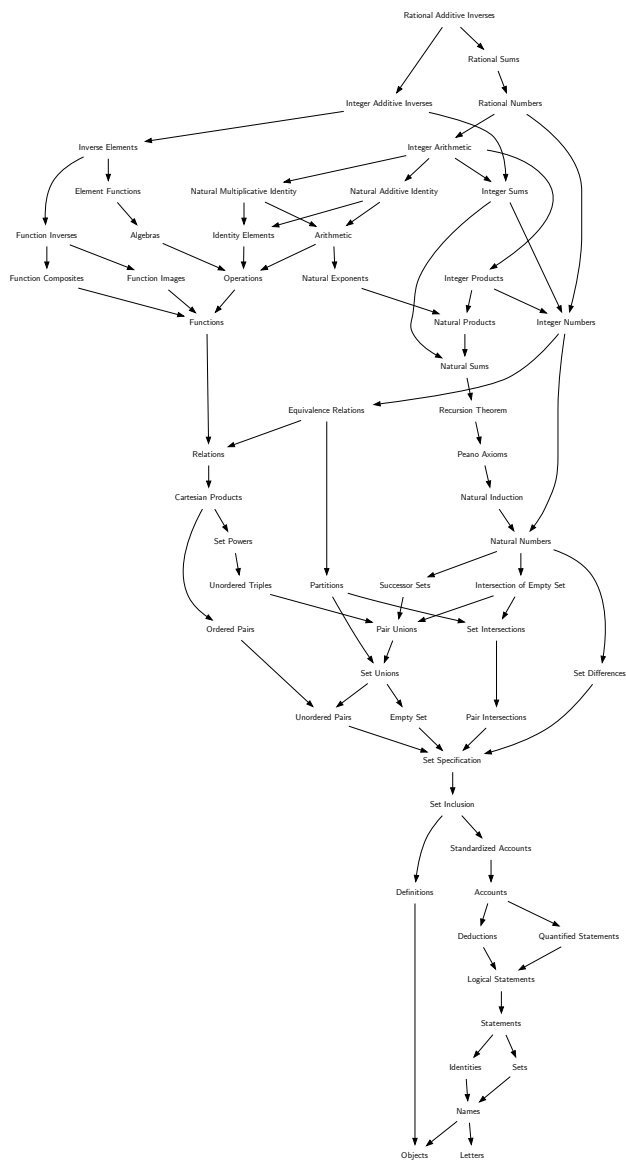 Rational Additive Inverses
Rational Sums
Integer Additive Inverses
Rational Numbers
Inverse Elements
Integer Arithmetic
Element Functions
Natural Multiplicative Identity
Natural Additive Identity
Integer Sums
Function Inverses
Algebras
Identity Elements
Arithmetic
Function Composites
Function Images
Operations
Natural Exponents
Integer Products
Functions
Natural Products
Integer Numbers
Natural Sums
Equivalence Relations
Recursion Theorem
Relations
Peano Axioms
Cartesian Products
Natural Induction
Set Powers
Natural Numbers
Unordered Triples
Partitions
Successor Sets
Intersection of Empty Set
Ordered Pairs
Pair Unions
Set Intersections
Set Unions
Set Differences
Unordered Pairs
Empty Set
Pair Intersections
Set Specification
Set Inclusion
Standardized Accounts
Definitions
Accounts
Deductions
Quantified Statements
Logical Statements
Statements
Identities
Sets
Names
Objects
Letters